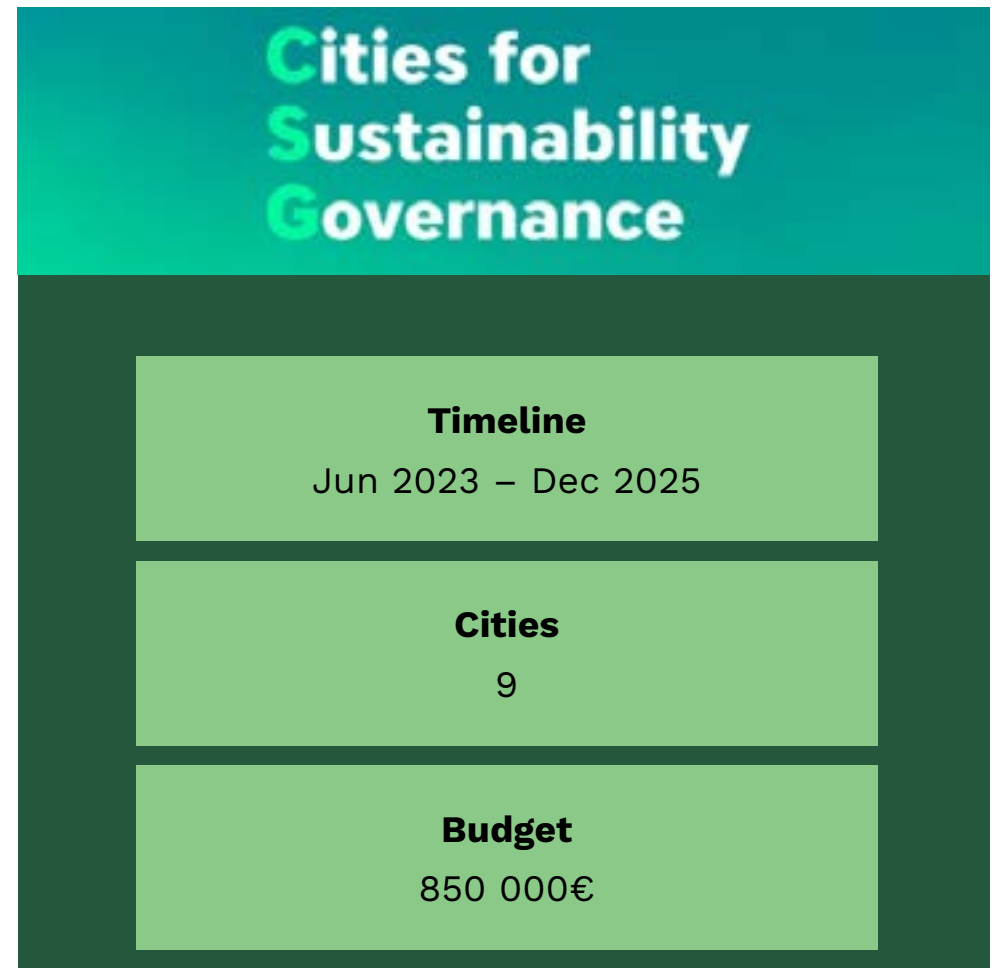 Cities for
Sustainability
Governance
Timeline
Jun 2023 – Dec 2025
Cities
9
Budget
850 000€